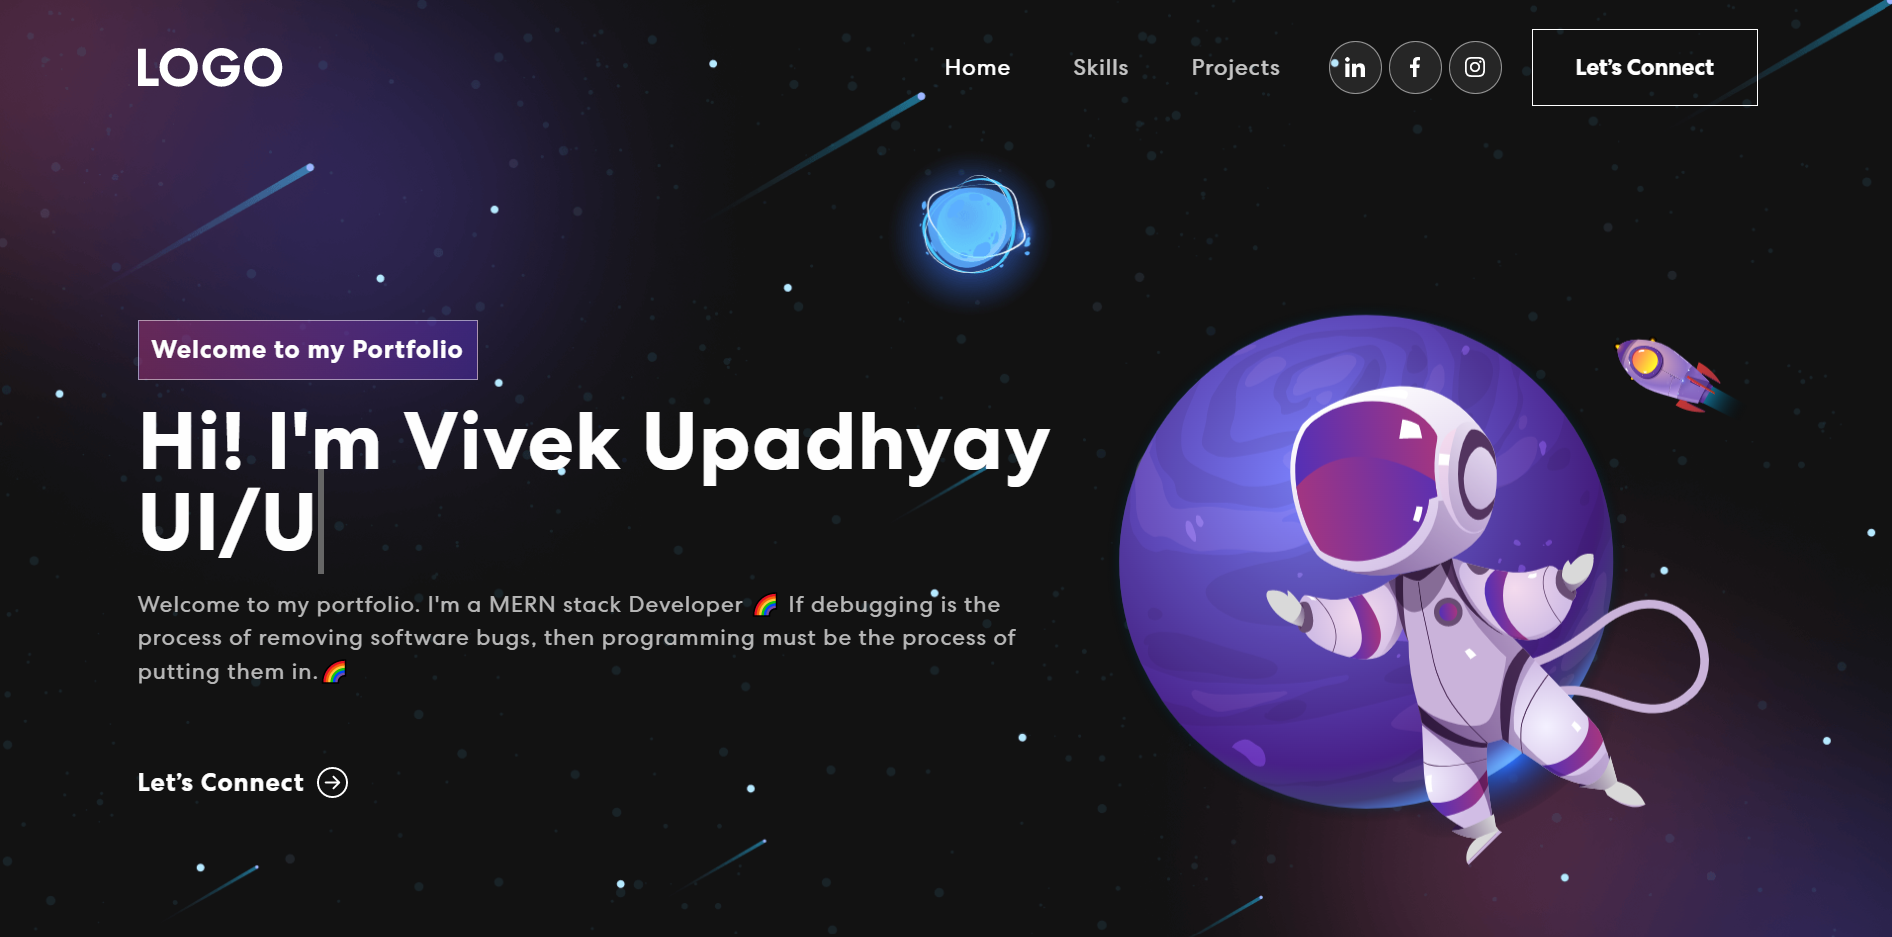 LOGO
Home
Skills
Projects
in
f
Let’s Connect
Welcome to my Portfolio
Hi! I'm Vivek Upadhyay
UI/U
Welcome to my portfolio. I'm a MERN stack Developer 🌈 If debugging is the
process of removing software bugs, then programming must be the process of
putting them in.🌈
Let’s Connect